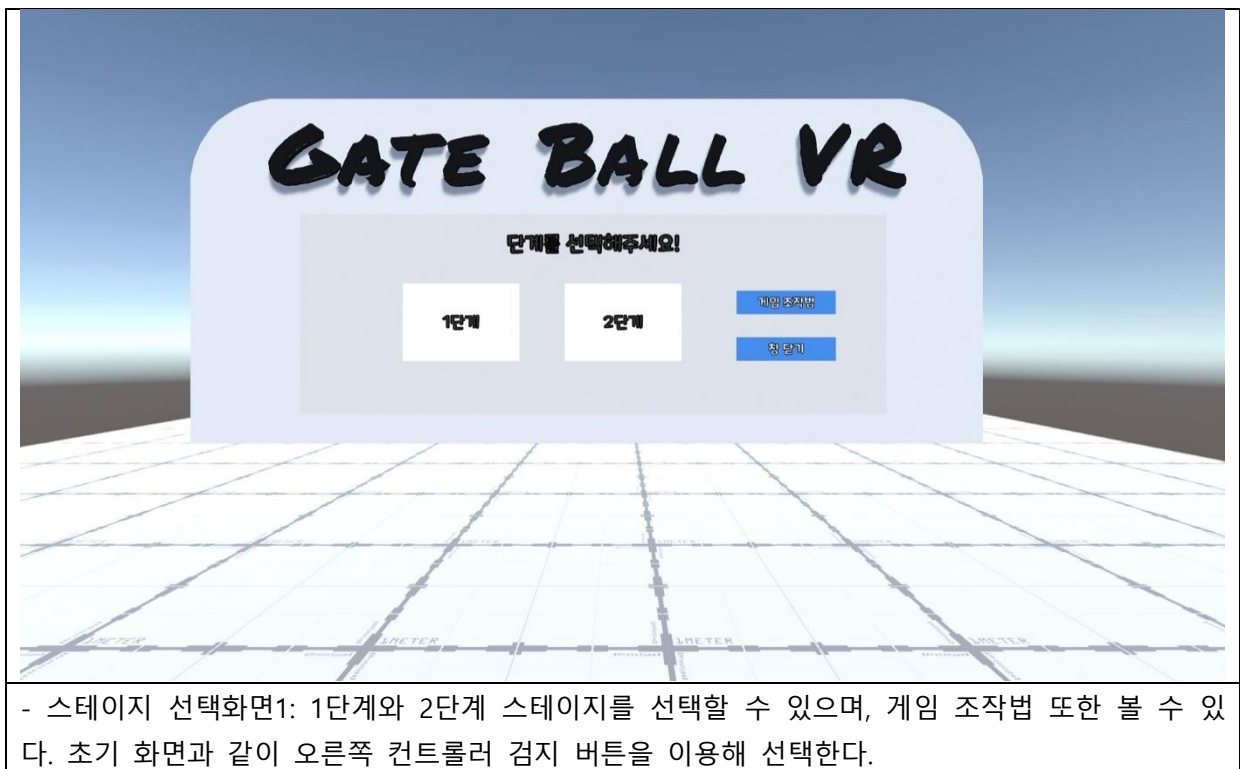 GATE BALL VR
단계를 선택해주세요!
1단계
2단계
게임 조작법
창 닫기
1METER
1METER
1METER
- 스테이지 선택화면1: 1단계와 2단계 스테이지를 선택할 수 있으며, 게임 조작법 또한 볼 수 있
다. 초기 화면과 같이 오른쪽 컨트롤러 검지 버튼을 이용해 선택한다.